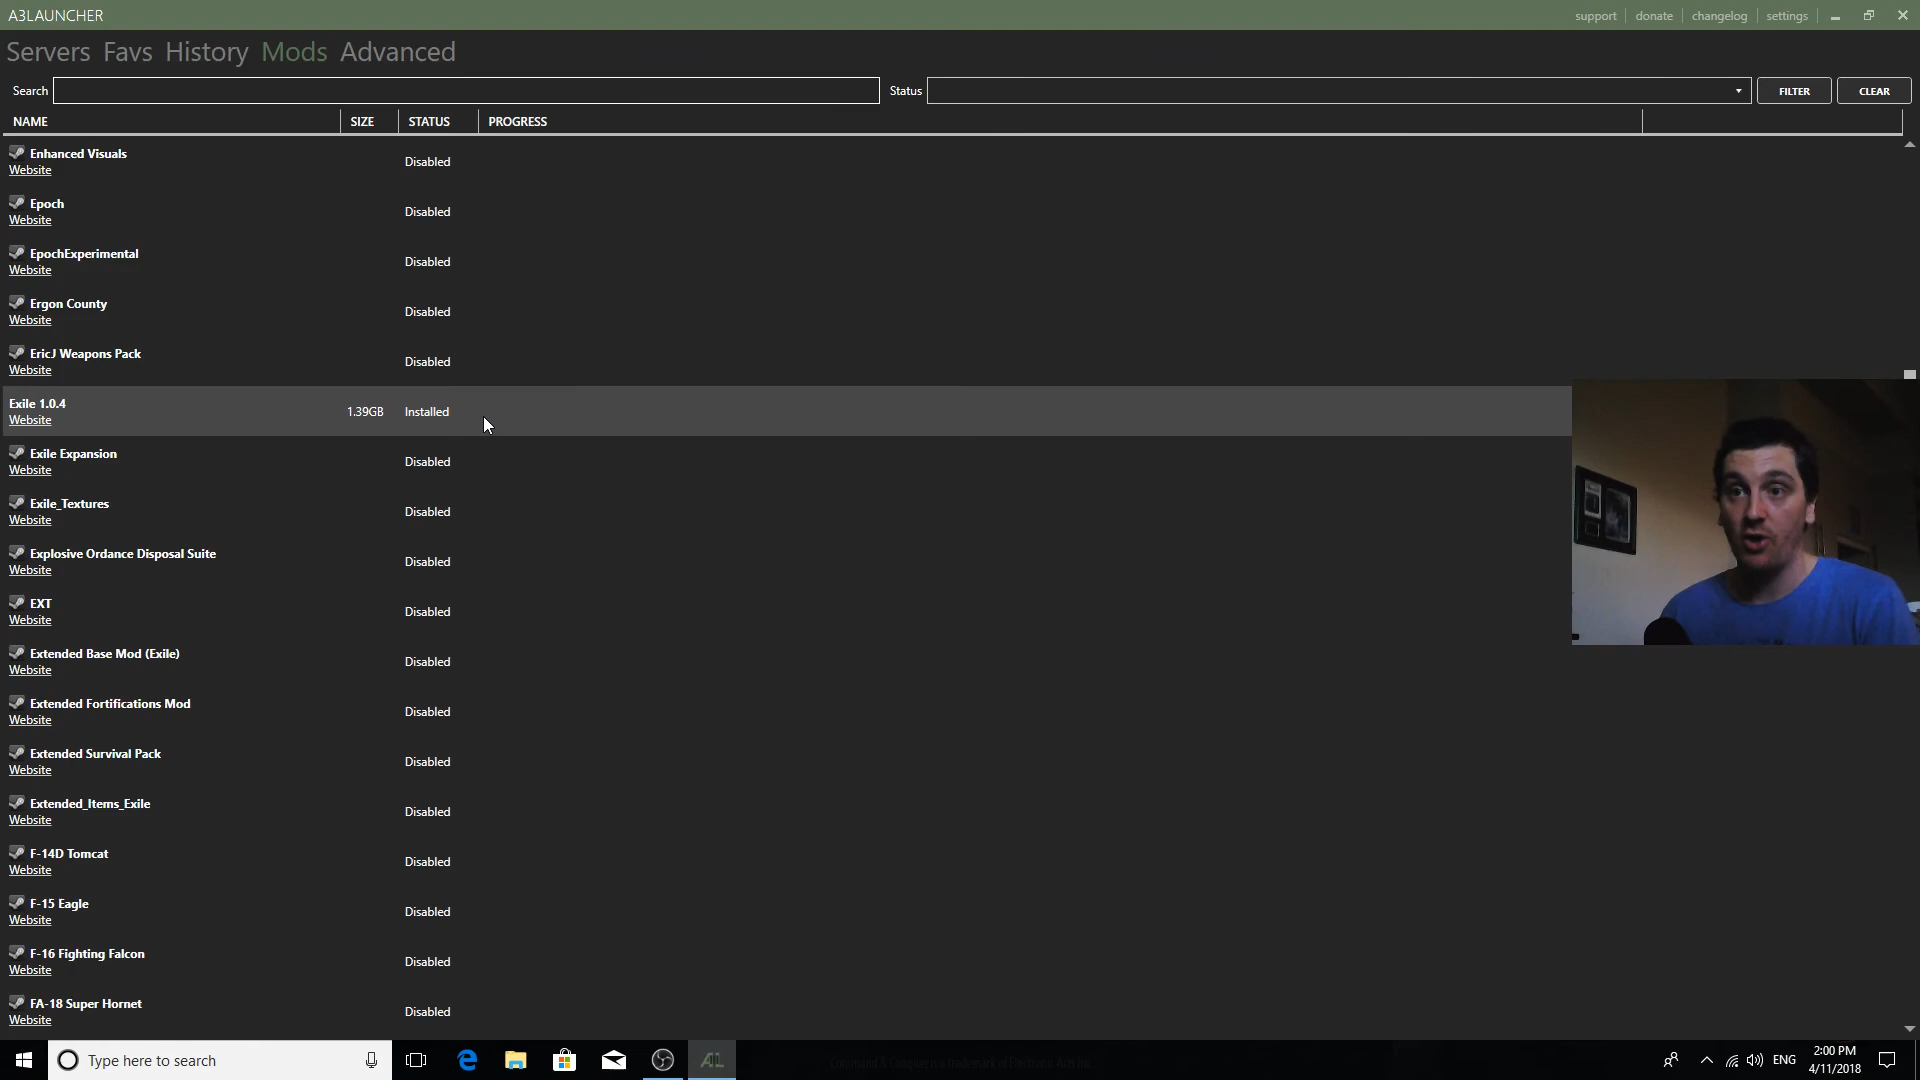 A3LAUNCHER
support donate changelog settings
Servers Favs History Mods Advanced
Search Status FILTER CLEAR
NAME SIZE STATUS PROGRESS
Enhanced Visuals
Website
Disabled
Epoch
Website
Disabled
EpochExperimental
Website
Disabled
Ergon County
Website
Disabled
EricJ Weapons Pack
Website
Disabled
Exile 1.0.4
Website
1.39GB Installed
Exile Expansion
Website
Disabled
Exile_Textures
Website
Disabled
Explosive Ordance Disposal Suite
Website
Disabled
EXT
Website
Disabled
Extended Base Mod (Exile)
Website
Disabled
Extended Fortifications Mod
Website
Disabled
Extended Survival Pack
Website
Disabled
Extended_Items_Exile
Website
Disabled
F-14D Tomcat
Website
Disabled
F-15 Eagle
Website
Disabled
F-16 Fighting Falcon
Website
Disabled
FA-18 Super Hornet
Website
Disabled
Type here to search
ENG
2:00 PM
4/11/2018